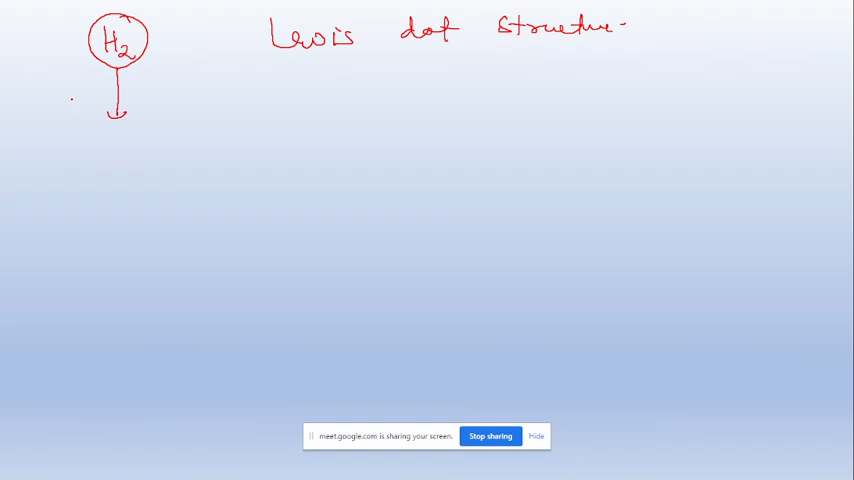 H2
Lewis dot structure
meet.google.com is sharing your screen. Stop sharing Hide